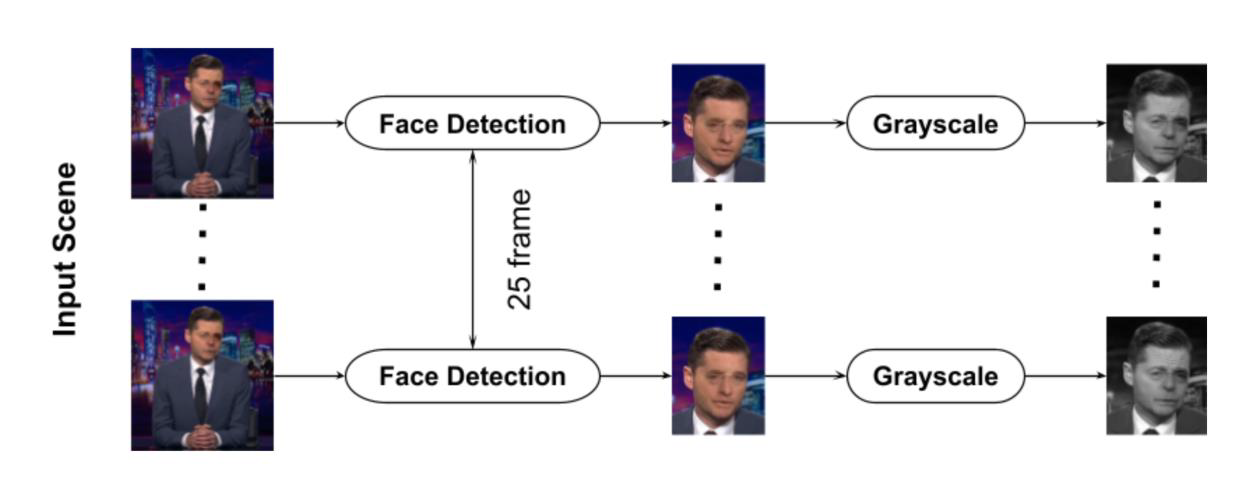 Input Scene
Face Detection
Grayscale
25 frame
Face Detection
Grayscale